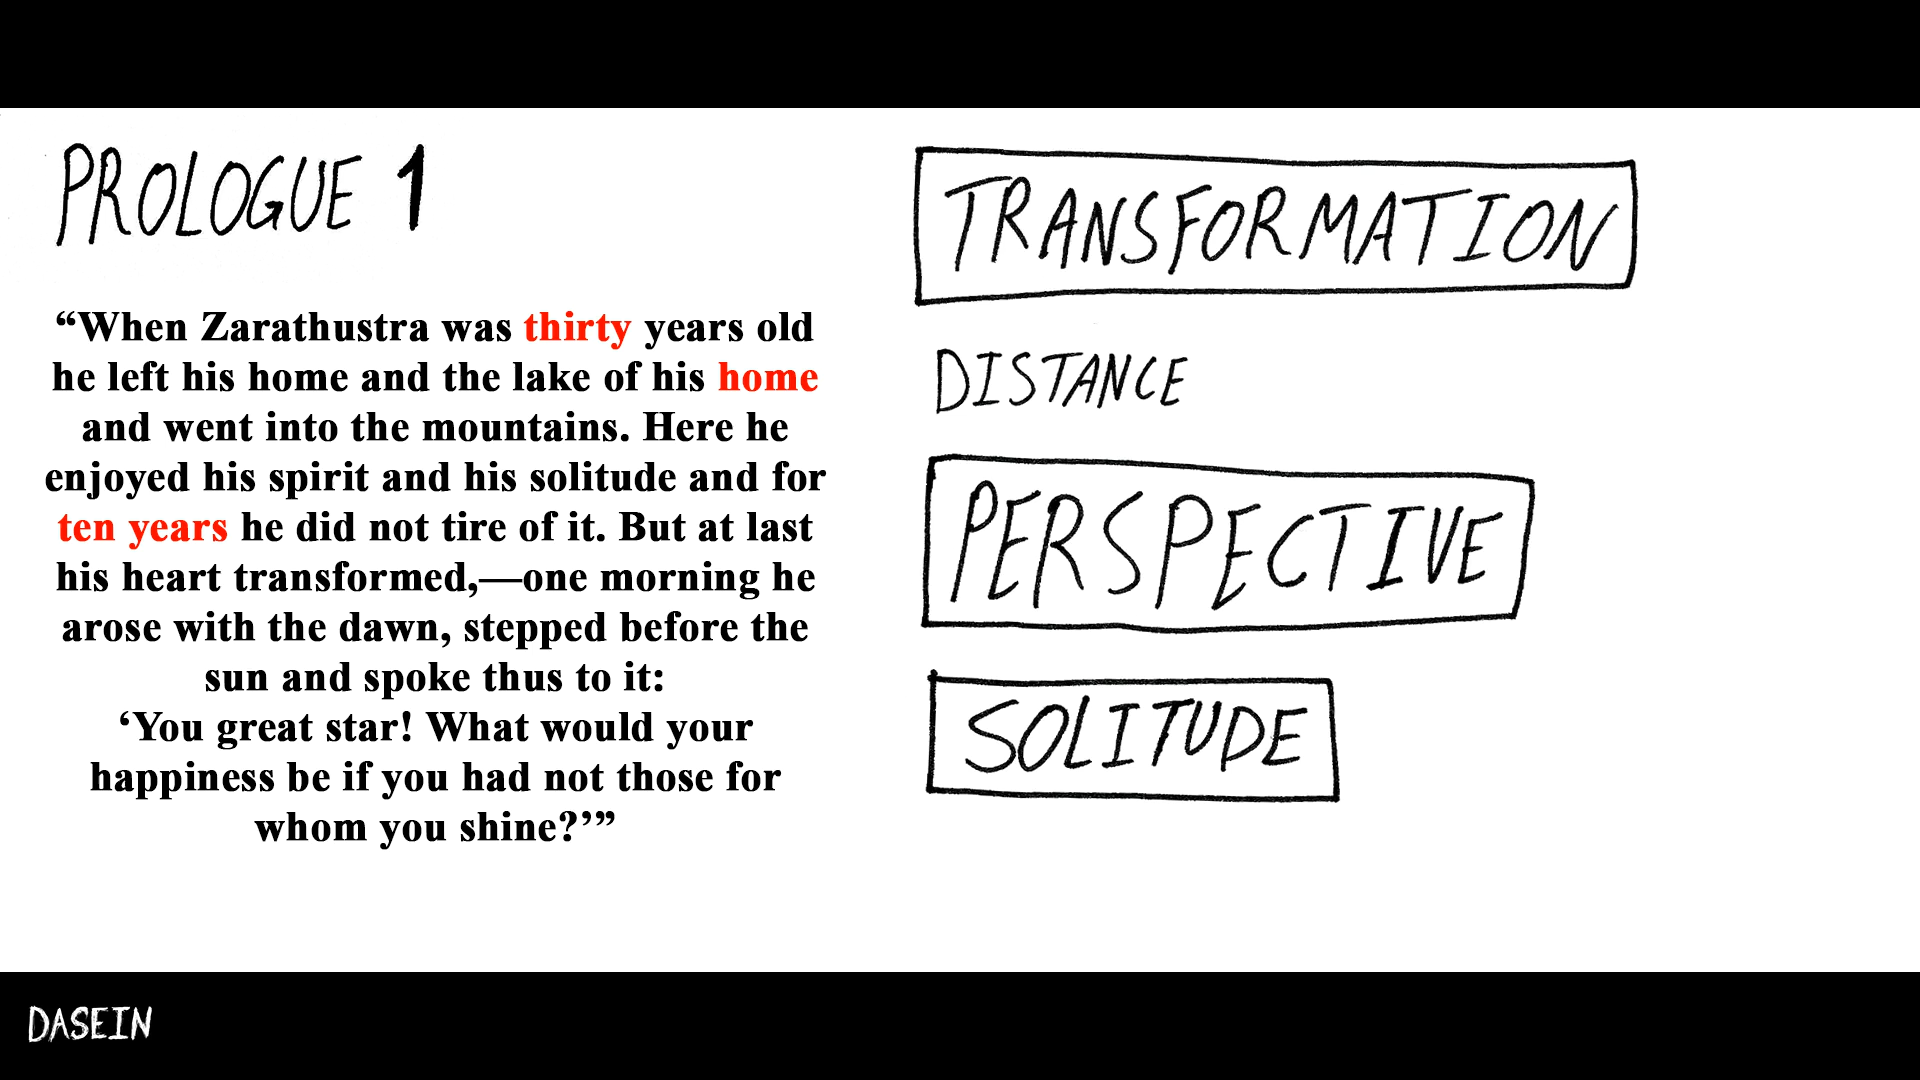 PROLOGUE 1
“When Zarathustra was thirty years old
he left his home and the lake of his home
and went into the mountains. Here he
enjoyed his spirit and his solitude and for
ten years he did not tire of it. But at last
his heart transformed,—one morning he
arose with the dawn, stepped before the
sun and spoke thus to it:
‘You great star! What would your
happiness be if you had not those for
whom you shine?’”
TRANSFORMATION
DISTANCE
PERSPECTIVE
SOLITUDE
DASEIN